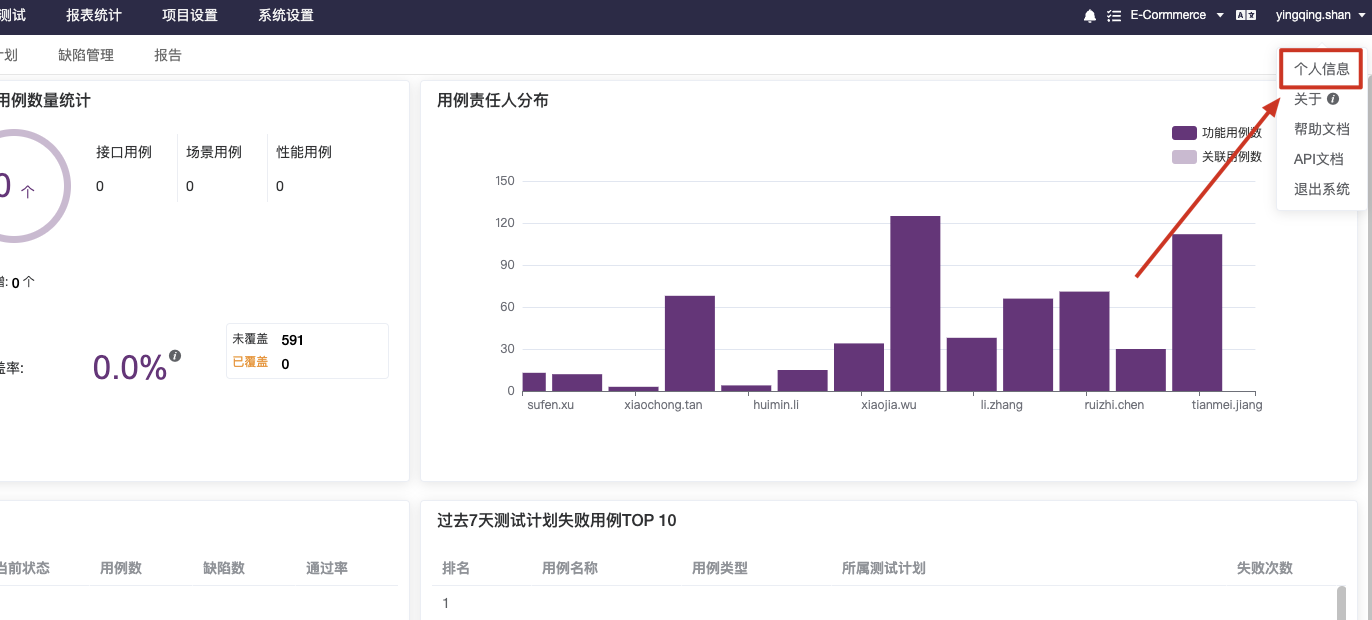 测试 报表统计 项目设置 系统设置 E-Cormmerce yingqing.shan
计划 缺陷管理 报告
个人信息
关于
帮助文档
API文档
退出系统
用例数量统计
0 个
接口用例 场景用例 性能用例
0 0 0
增: 0 个
盖率: 0.0%
未覆盖 591
已覆盖 0
用例责任人分布
功能用例数
关联用例数
150
120
90
60
30
0
sufen.xu xiaochong.tan huimin.li xiaojia.wu li.zhang ruizhi.chen tianmei.jiang
当前状态 用例数 缺陷数 通过率
过去7天测试计划失败用例TOP 10
排名 用例名称 用例类型 所属测试计划 失败次数
1